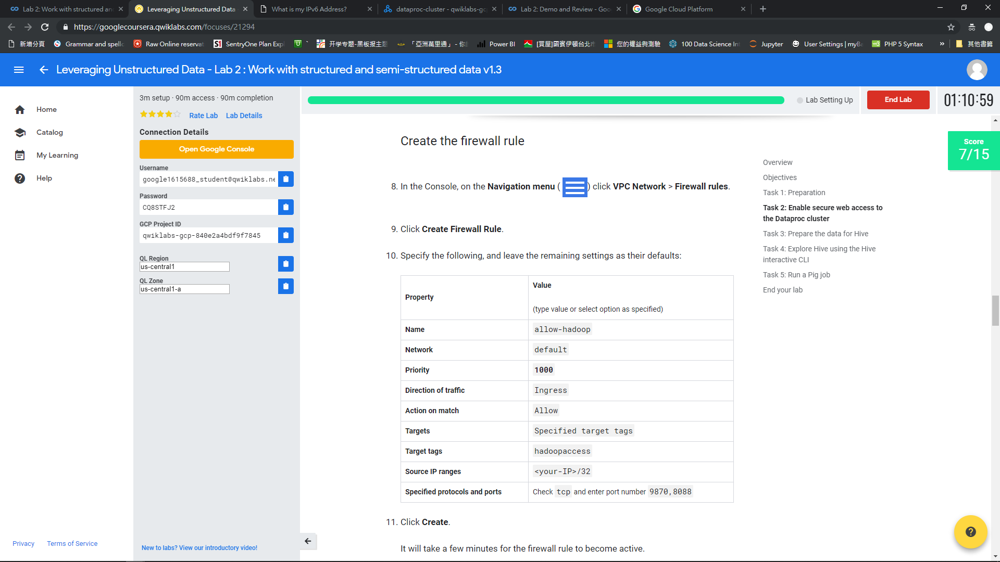 Lab 2: Work with structured an
Leveraging Unstructured Data
What is my IPv6 Address?
dataproc-cluster - qwiklabs-gc
Lab 2: Demo and Review - Goo
Google Cloud Platform
https://googlecoursera.qwiklabs.com/focuses/21294
新增分頁
Grammar and spelle
Raw Online reservat
SentryOne Plan Expl
开学专题-黑板报主题
「亞洲萬里通」 - 你的
Power BI
[買屋]國賓伊頓台北市
您的權益與測驗
100 Data Science Int
Jupyter
User Settings | myBa
PHP 5 Syntax
»
其他書籤
Leveraging Unstructured Data - Lab 2 : Work with structured and semi-structured data v1.3
Home
Catalog
My Learning
Help
Privacy
Terms of Service
3m setup · 90m access · 90m completion
Rate Lab
Lab Details
Connection Details
Open Google Console
Username
google1615688_student@qwiklabs.ne
Password
CQ8STFJ2
GCP Project ID
qwiklabs-gcp-840e2a4bdf9f7845
QL Region
us-central1
QL Zone
us-central1-a
New to labs? View our introductory video!
Lab Setting Up
End Lab
01:10:59
Score
7/15
Create the firewall rule
8. In the Console, on the Navigation menu ( ) click VPC Network > Firewall rules.
9. Click Create Firewall Rule.
10. Specify the following, and leave the remaining settings as their defaults:
Property
Value
(type value or select option as specified)
Name
allow-hadoop
Network
default
Priority
1000
Direction of traffic
Ingress
Action on match
Allow
Targets
Specified target tags
Target tags
hadoopaccess
Source IP ranges
<your-IP>/32
Specified protocols and ports
Check tcp and enter port number 9870,8088
11. Click Create.
It will take a few minutes for the firewall rule to become active.
Overview
Objectives
Task 1: Preparation
Task 2: Enable secure web access to
the Dataproc cluster
Task 3: Prepare the data for Hive
Task 4: Explore Hive using the Hive
interactive CLI
Task 5: Run a Pig job
End your lab